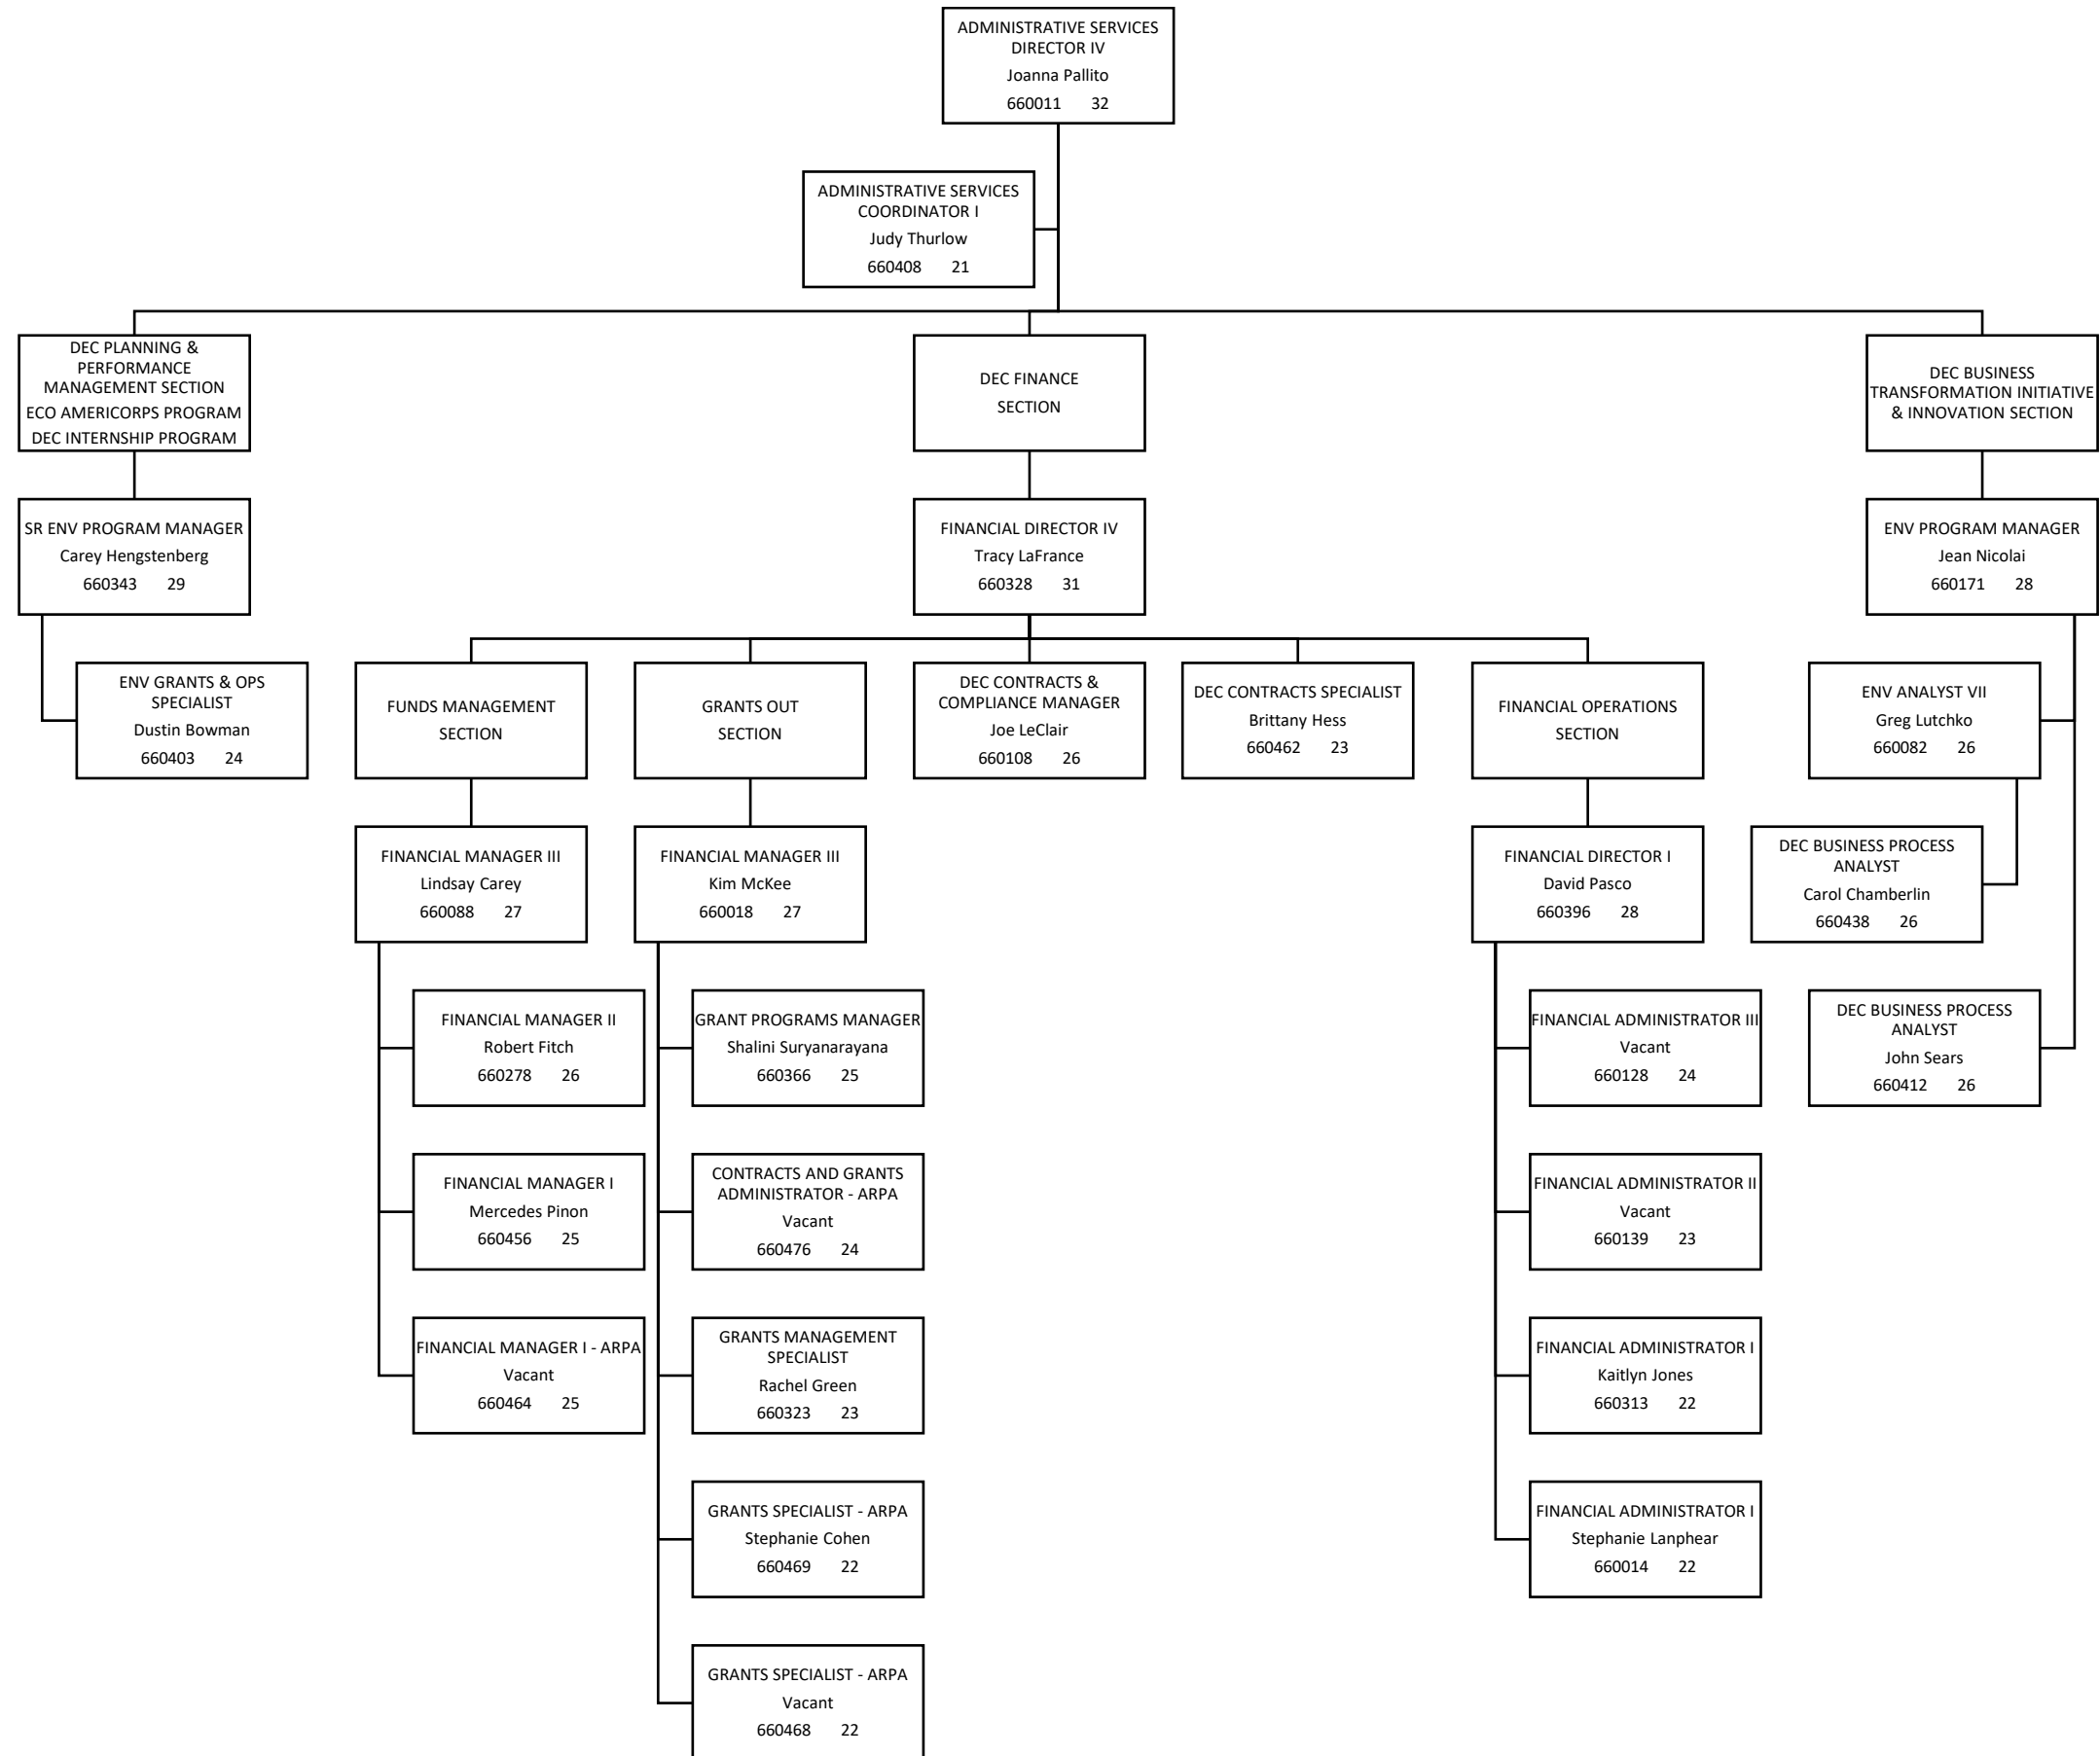 ADMINISTRATIVE SERVICES
DIRECTOR IV
Joanna Pallito
660011 32
ADMINISTRATIVE SERVICES
COORDINATOR I
Judy Thurlow
660408 21
DEC PLANNING &
PERFORMANCE
MANAGEMENT SECTION
ECO AMERICORPS PROGRAM
DEC INTERNSHIP PROGRAM
DEC FINANCE
SECTION
DEC BUSINESS
TRANSFORMATION INITIATIVE
& INNOVATION SECTION
SR ENV PROGRAM MANAGER
Carey Hengstenberg
660343 29
FINANCIAL DIRECTOR IV
Tracy LaFrance
660328 31
ENV PROGRAM MANAGER
Jean Nicolai
660171 28
ENV GRANTS & OPS
SPECIALIST
Dustin Bowman
660403 24
FUNDS MANAGEMENT
SECTION
GRANTS OUT
SECTION
DEC CONTRACTS &
COMPLIANCE MANAGER
Joe LeClair
660108 26
DEC CONTRACTS SPECIALIST
Brittany Hess
660462 23
FINANCIAL OPERATIONS
SECTION
ENV ANALYST VII
Greg Lutchko
660082 26
FINANCIAL MANAGER III
Lindsay Carey
660088 27
FINANCIAL MANAGER III
Kim McKee
660018 27
FINANCIAL DIRECTOR I
David Pasco
660396 28
DEC BUSINESS PROCESS
ANALYST
Carol Chamberlin
660438 26
FINANCIAL MANAGER II
Robert Fitch
660278 26
GRANT PROGRAMS MANAGER
Shalini Suryanarayana
660366 25
FINANCIAL ADMINISTRATOR III
Vacant
660128 24
DEC BUSINESS PROCESS
ANALYST
John Sears
660412 26
FINANCIAL MANAGER I
Mercedes Pinon
660456 25
CONTRACTS AND GRANTS
ADMINISTRATOR - ARPA
Vacant
660476 24
FINANCIAL ADMINISTRATOR II
Vacant
660139 23
FINANCIAL MANAGER I - ARPA
Vacant
660464 25
GRANTS MANAGEMENT
SPECIALIST
Rachel Green
660323 23
FINANCIAL ADMINISTRATOR I
Kaitlyn Jones
660313 22
GRANTS SPECIALIST - ARPA
Stephanie Cohen
660469 22
FINANCIAL ADMINISTRATOR I
Stephanie Lanphear
660014 22
GRANTS SPECIALIST - ARPA
Vacant
660468 22